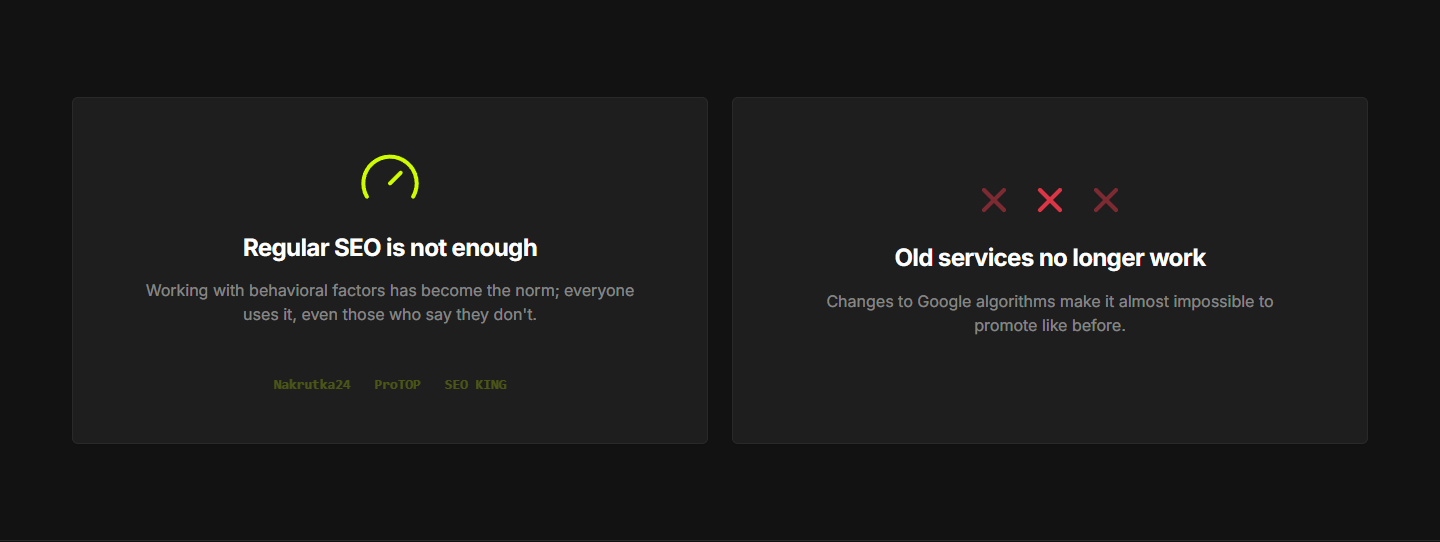 Regular SEO is not enough
Working with behavioral factors has become the norm; everyone
uses it, even those who say they don't.
Nakrutka24 ProTOP SEO KING
Old services no longer work
Changes to Google algorithms make it almost impossible to
promote like before.